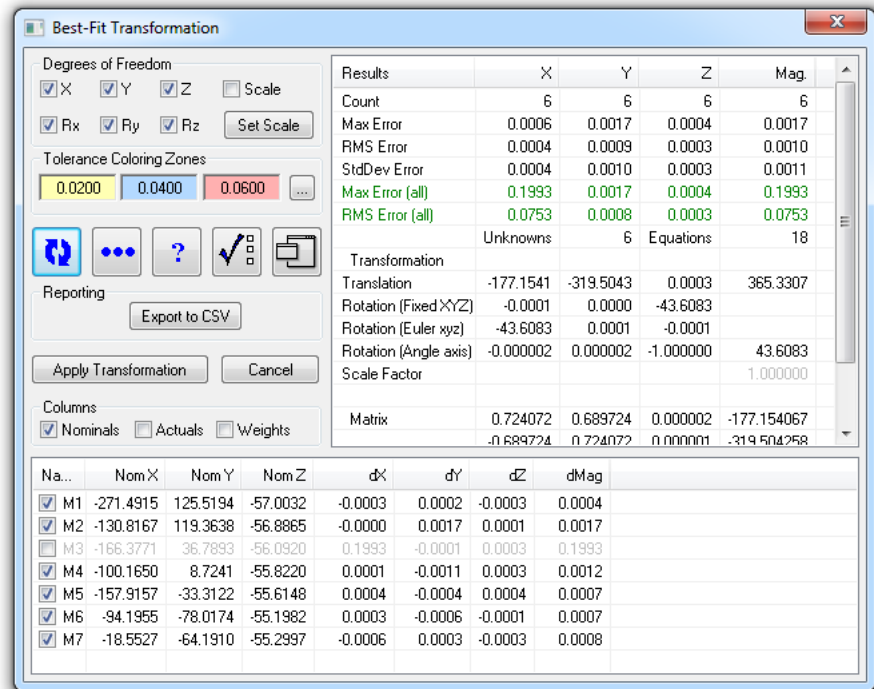 Best-Fit Transformation
Degrees of Freedom
X Y Z Scale
Rx Ry Rz Set Scale
Tolerance Coloring Zones
0.0200 0.0400 0.0600 ...
?
Reporting
Export to CSV
Apply Transformation Cancel
Columns
Nominals Actuals Weights
Results X Y Z Mag.
Count 6 6 6 6
Max Error 0.0006 0.0017 0.0004 0.0017
RMS Error 0.0004 0.0009 0.0003 0.0010
StdDev Error 0.0004 0.0010 0.0003 0.0011
Max Error (all) 0.1993 0.0017 0.0004 0.1993
RMS Error (all) 0.0753 0.0008 0.0003 0.0753
Unknowns 6 Equations 18
Transformation
Translation -177.1541 -319.5043 0.0003 365.3307
Rotation (Fixed XYZ) -0.0001 0.0000 -43.6083
Rotation (Euler xyz) -43.6083 0.0001 -0.0001
Rotation (Angle axis) -0.000002 0.000002 -1.000000 43.6083
Scale Factor 1.000000
Matrix 0.724072 0.689724 0.000002 -177.154067
-0.689724 0.724072 0.000001 -319.504258
Na... Nom X Nom Y Nom Z dX dY dZ dMag
M1 -271.4915 125.5194 -57.0032 -0.0003 0.0002 -0.0003 0.0004
M2 -130.8167 119.3638 -56.8865 -0.0000 0.0017 0.0001 0.0017
M3 -166.3771 36.7893 -56.0920 0.1993 -0.0001 0.0003 0.1993
M4 -100.1650 8.7241 -55.8220 0.0001 -0.0011 0.0003 0.0012
M5 -157.9157 -33.3122 -55.6148 0.0004 -0.0004 0.0004 0.0007
M6 -94.1955 -78.0174 -55.1982 0.0003 -0.0006 -0.0001 0.0007
M7 -18.5527 -64.1910 -55.2997 -0.0006 0.0003 -0.0003 0.0008